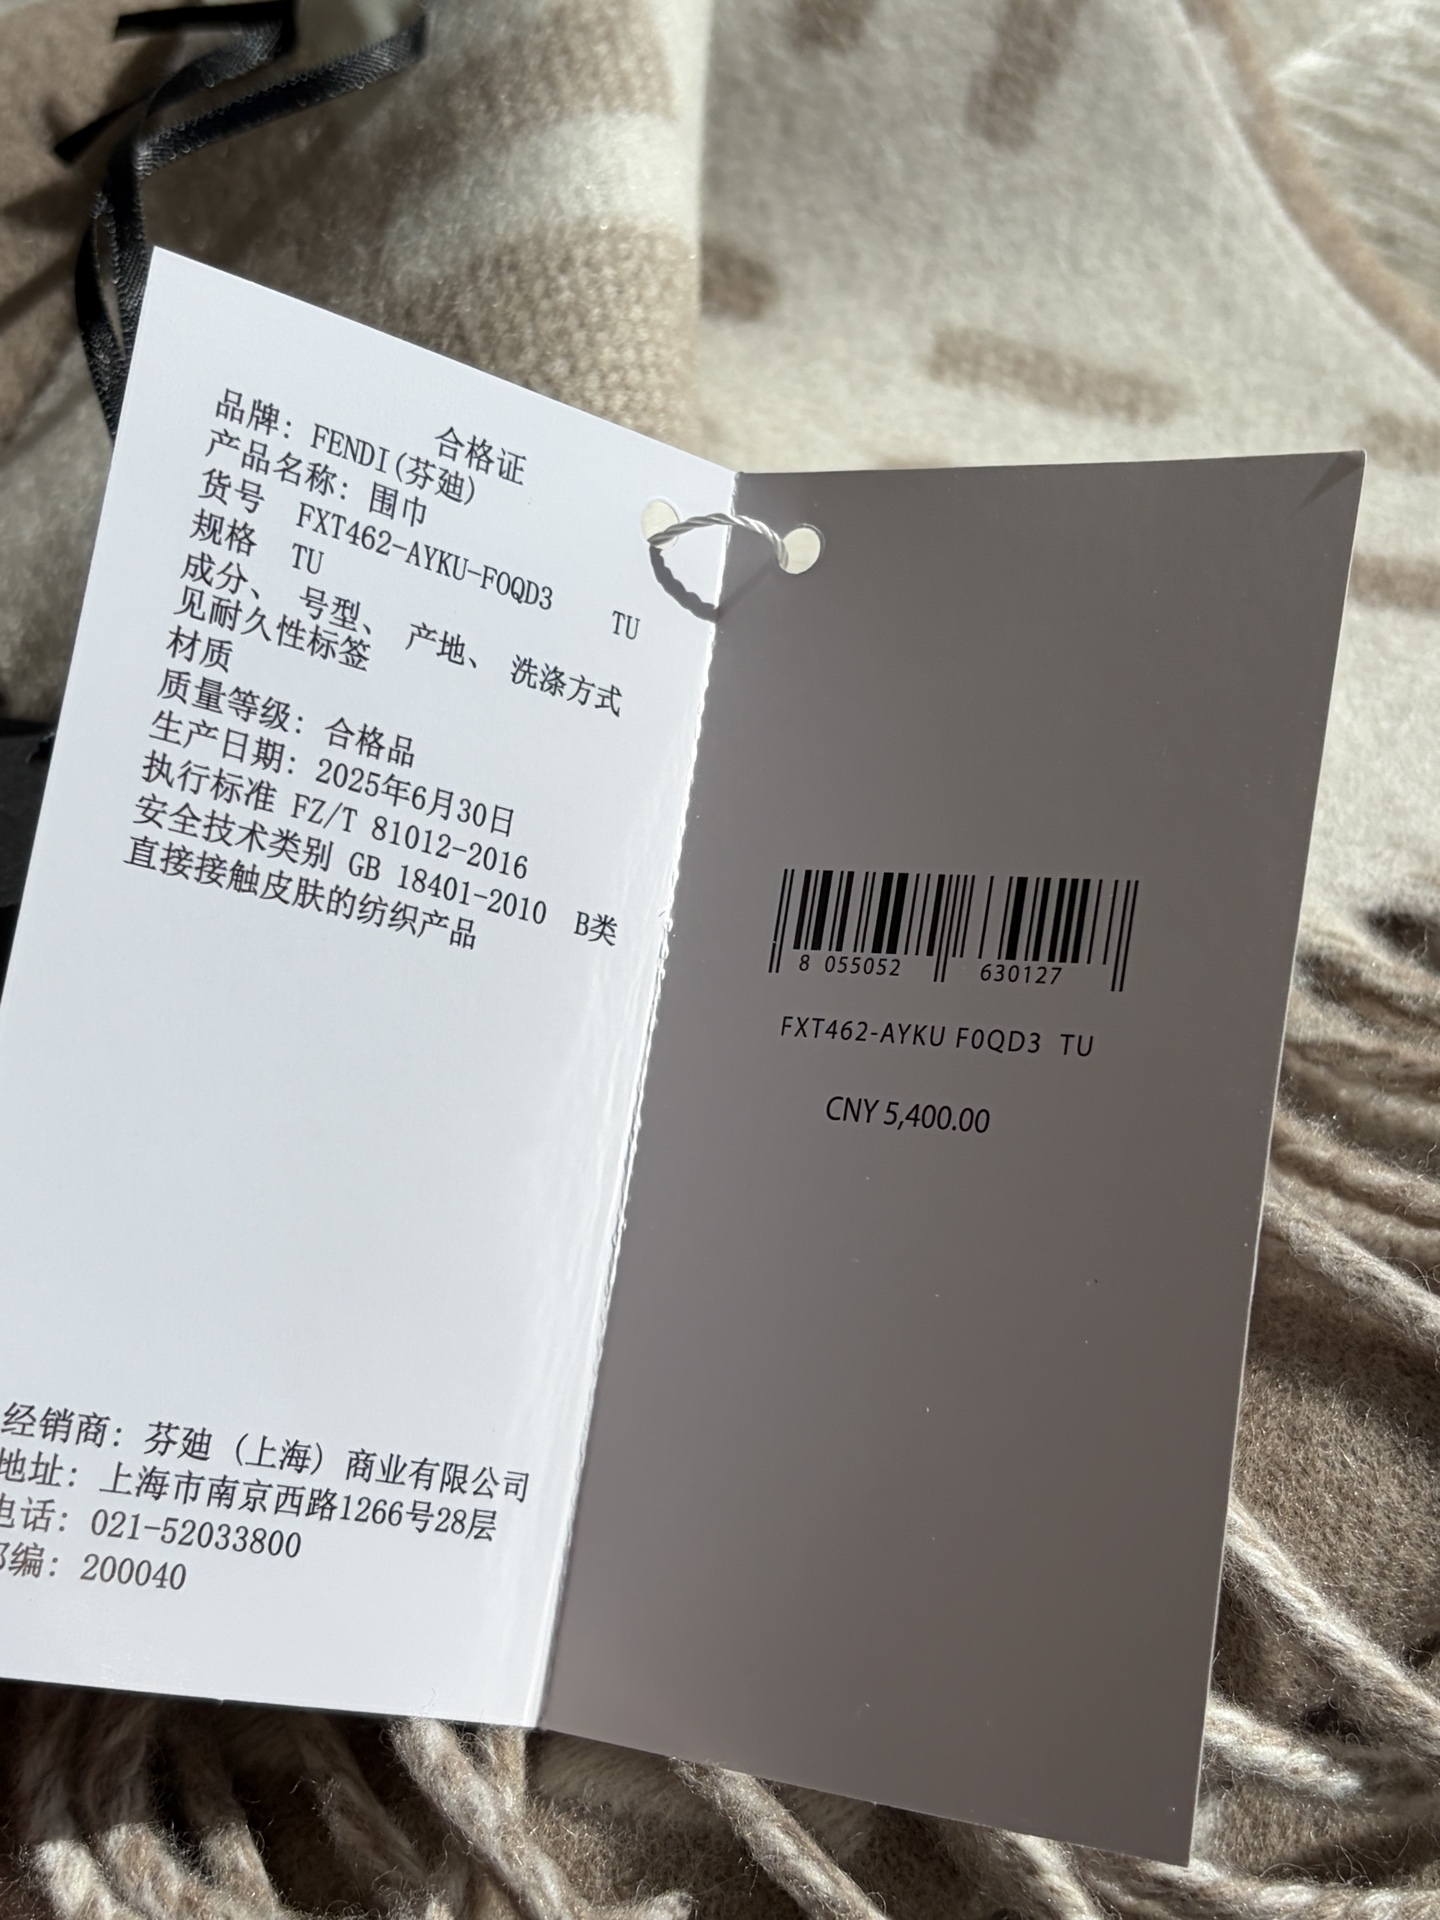 合格证
品牌: FENDI(芬迪)
产品名称: 围巾
货号 FXT462-AYKU-F0QD3 TU
规格 TU
成分、 号型、 产地、 洗涤方式
见耐久性标签
材质
质量等级: 合格品
生产日期: 2025年6月30日
执行标准 FZ/T 81012-2016
安全技术类别 GB 18401-2010 B类
直接接触皮肤的纺织产品
经销商: 芬迪 (上海) 商业有限公司
地址: 上海市南京西路1266号28层
电话: 021-52033800
邮编: 200040
8 055052 630127
FXT462-AYKU F0QD3 TU
CNY 5,400.00